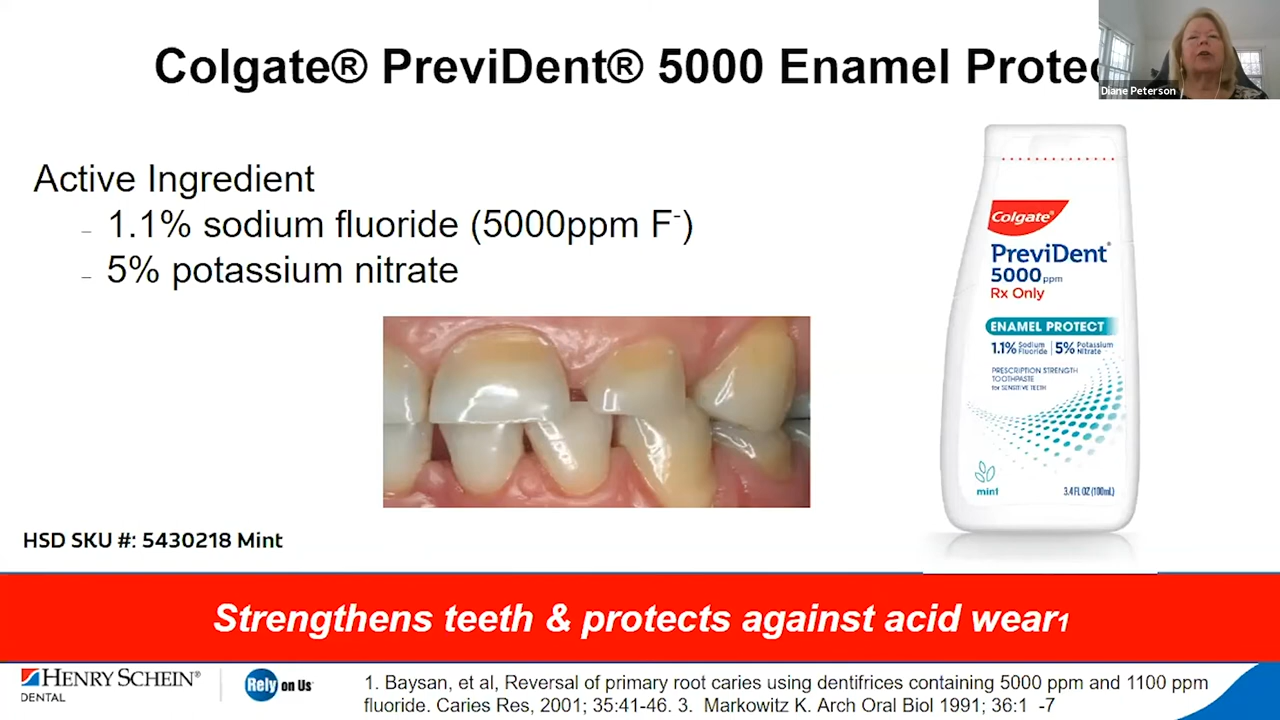 Colgate® PreviDent® 5000 Enamel Protec
Diane Peterson
Active Ingredient
- 1.1% sodium fluoride (5000ppm F-)
- 5% potassium nitrate
Colgate®
PreviDent®
5000 ppm
Rx Only
ENAMEL PROTECT
1.1% Sodium Fluoride | 5% Potassium Nitrate
PRESCRIPTION STRENGTH
TOOTHPASTE
for SENSITIVE TEETH
mint
3.4 FL OZ (100mL)
HSD SKU #: 5430218 Mint
Strengthens teeth & protects against acid wear1
HENRY SCHEIN®
DENTAL
Rely on Us®
1. Baysan, et al, Reversal of primary root caries using dentifrices containing 5000 ppm and 1100 ppm
fluoride. Caries Res, 2001; 35:41-46. 3. Markowitz K. Arch Oral Biol 1991; 36:1 -7